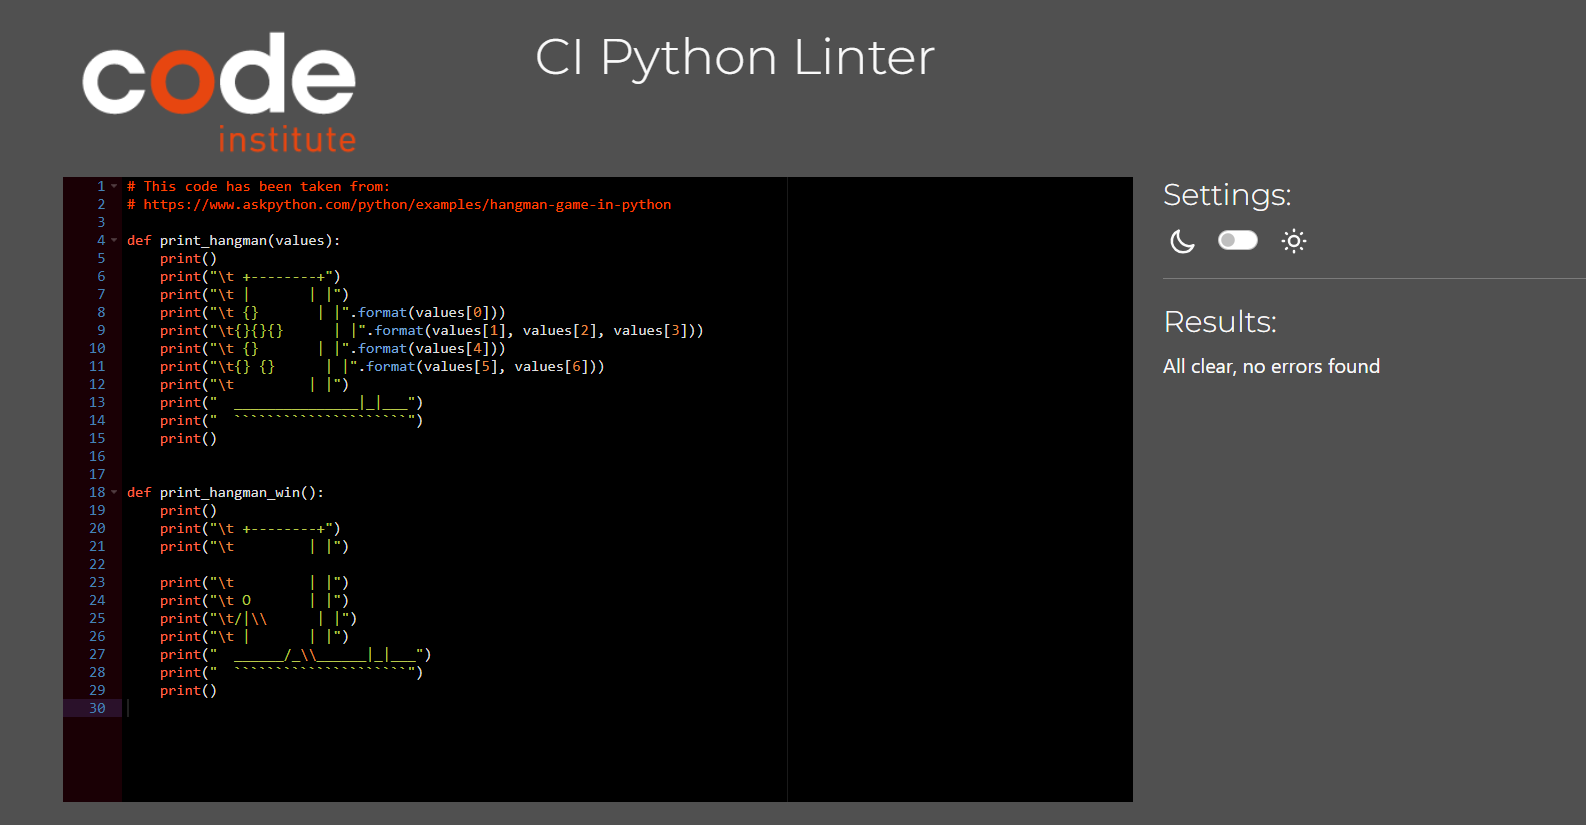 code
institute
CI Python Linter
1 # This code has been taken from:
2 # https://www.askpython.com/python/examples/hangman-game-in-python
3
4 def print_hangman(values):
5     print()
6     print("\t +--------+")
7     print("\t |       | |")
8     print("\t {}       | |".format(values[0]))
9     print("\t{}{}{}      | |".format(values[1], values[2], values[3]))
10     print("\t {}       | |".format(values[4]))
11     print("\t{} {}      | |".format(values[5], values[6]))
12     print("\t         | |")
13     print("  _______________|_|___")
14     print("  `````````````````````")
15     print()
16
17
18 def print_hangman_win():
19     print()
20     print("\t +--------+")
21     print("\t         | |")
22
23     print("\t         | |")
24     print("\t O       | |")
25     print("\t/|\\      | |")
26     print("\t |       | |")
27     print("  ______/_\\______|_|___")
28     print("  `````````````````````")
29     print()
30
Settings:
Results:
All clear, no errors found